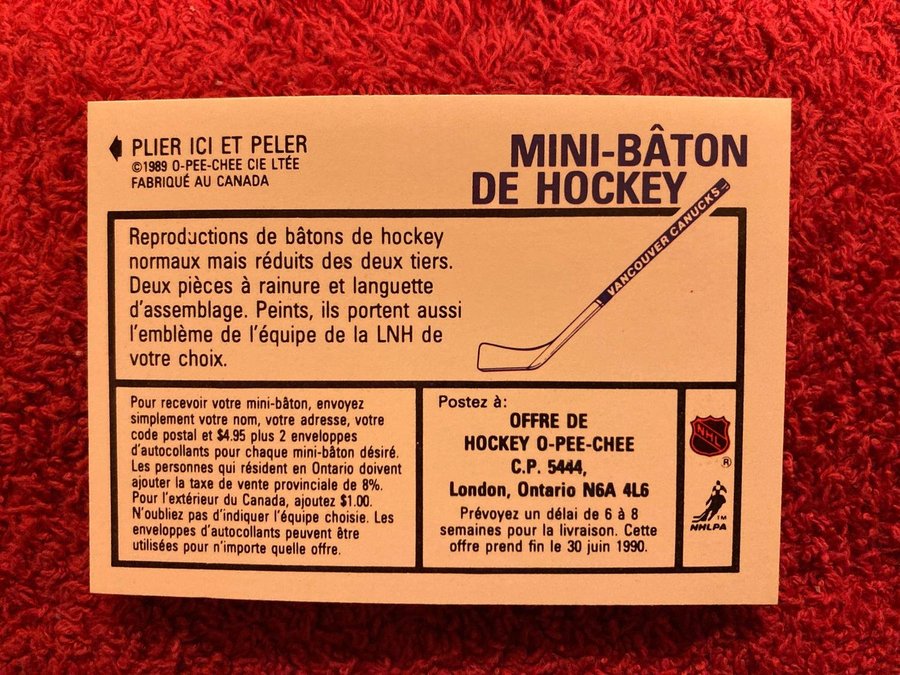 PLIER ICI ET PELER
©1989 O-PEE-CHEE CIE LTÉE
FABRIQUÉ AU CANADA
MINI-BÂTON
DE HOCKEY
VANCOUVER CANUCKS
Reproductions de bâtons de hockey
normaux mais réduits des deux tiers.
Deux pièces à rainure et languette
d'assemblage. Peints, ils portent aussi
l'emblème de l'équipe de la LNH de
votre choix.
Pour recevoir votre mini-bâton, envoyez
simplement votre nom, votre adresse, votre
code postal et $4.95 plus 2 enveloppes
d'autocollants pour chaque mini-bâton désiré.
Les personnes qui résident en Ontario doivent
ajouter la taxe de vente provinciale de 8%.
Pour l'extérieur du Canada, ajoutez $1.00.
N'oubliez pas d'indiquer l'équipe choisie. Les
enveloppes d'autocollants peuvent être
utilisées pour n'importe quelle offre.
Postez à:
OFFRE DE
HOCKEY O-PEE-CHEE
C.P. 5444,
London, Ontario N6A 4L6
Prévoyez un délai de 6 à 8
semaines pour la livraison. Cette
offre prend fin le 30 juin 1990.
NHL
®
TM
NHLPA